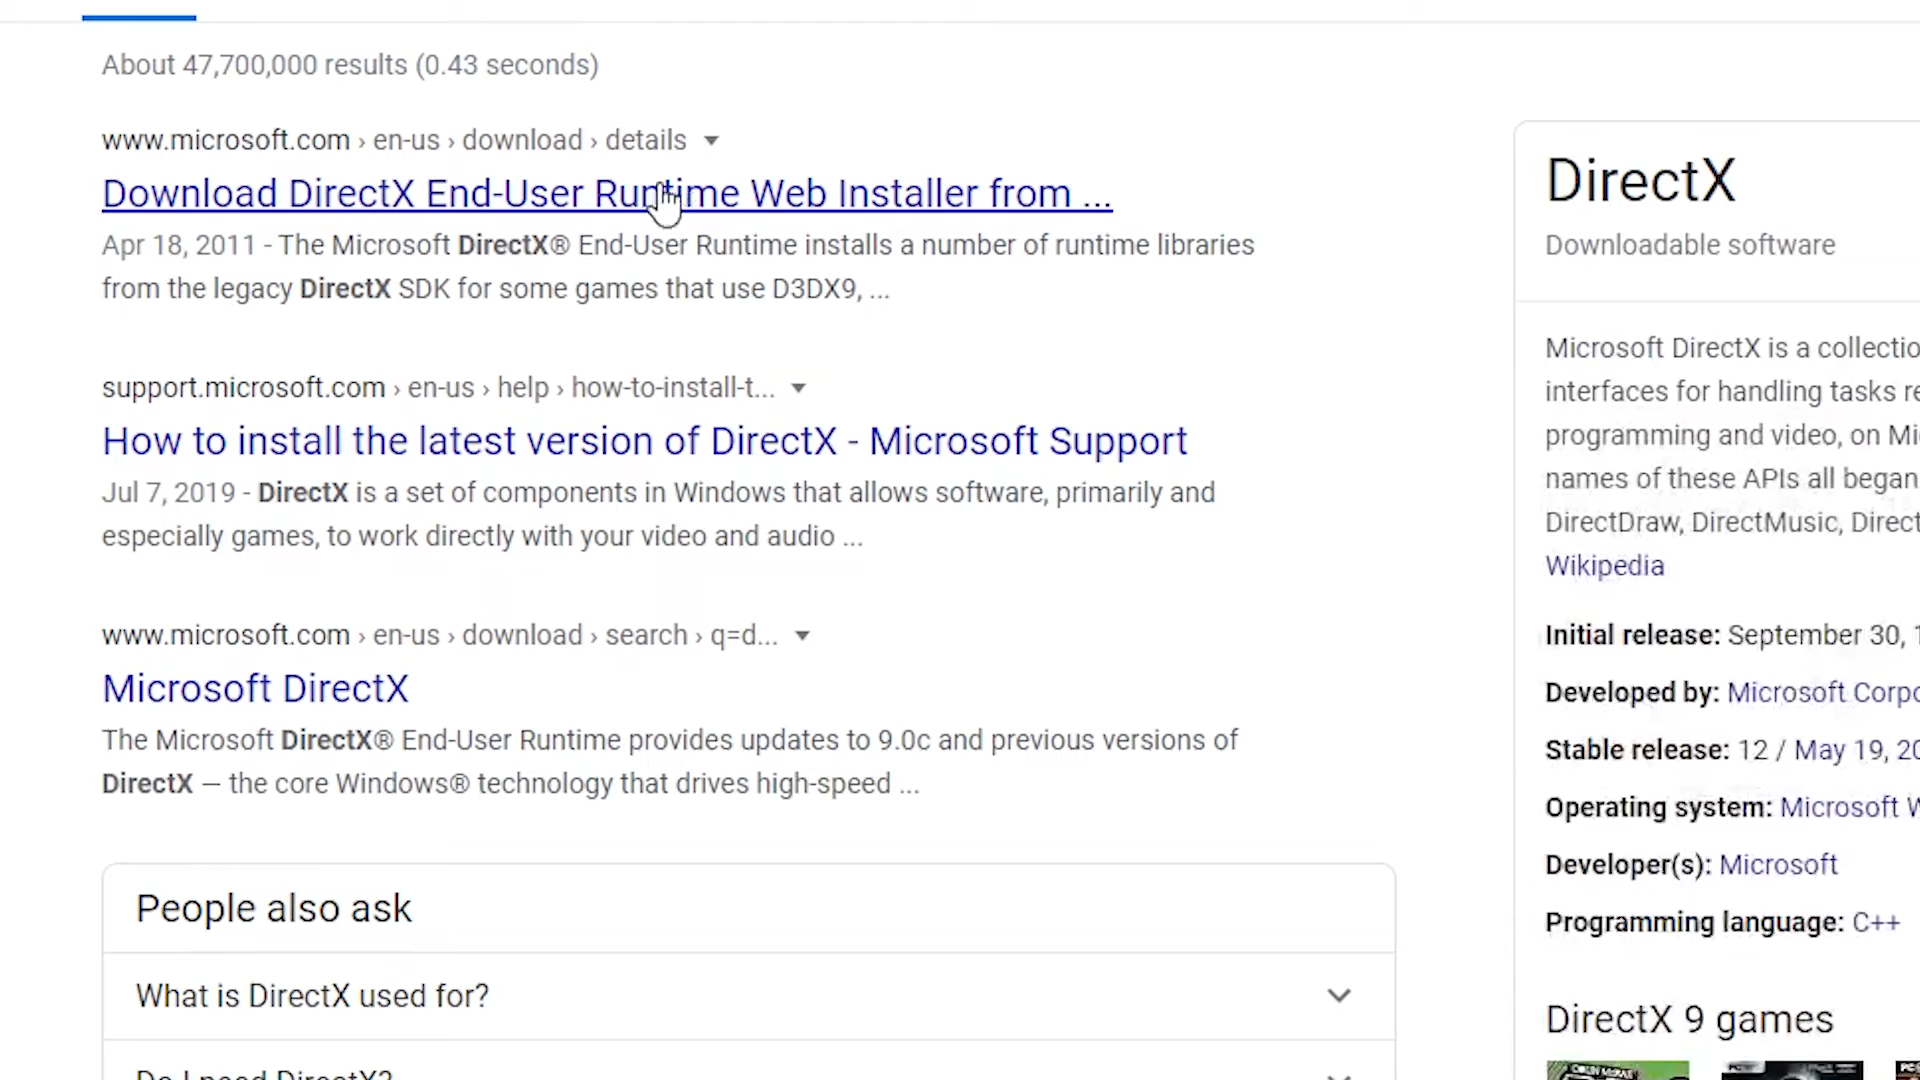 About 47,700,000 results (0.43 seconds)
www.microsoft.com › en-us › download › details
Download DirectX End-User Runtime Web Installer from ...
Apr 18, 2011 - The Microsoft DirectX® End-User Runtime installs a number of runtime libraries
from the legacy DirectX SDK for some games that use D3DX9, ...
support.microsoft.com › en-us › help › how-to-install-t...
How to install the latest version of DirectX - Microsoft Support
Jul 7, 2019 - DirectX is a set of components in Windows that allows software, primarily and
especially games, to work directly with your video and audio ...
www.microsoft.com › en-us › download › search › q=d...
Microsoft DirectX
The Microsoft DirectX® End-User Runtime provides updates to 9.0c and previous versions of
DirectX — the core Windows® technology that drives high-speed ...
People also ask
What is DirectX used for?
Do I need DirectX?
DirectX
Downloadable software
Microsoft DirectX is a collectio
interfaces for handling tasks re
programming and video, on Mi
names of these APIs all began
DirectDraw, DirectMusic, Direct
Wikipedia
Initial release: September 30, 1
Developed by: Microsoft Corpo
Stable release: 12 / May 19, 20
Operating system: Microsoft W
Developer(s): Microsoft
Programming language: C++
DirectX 9 games